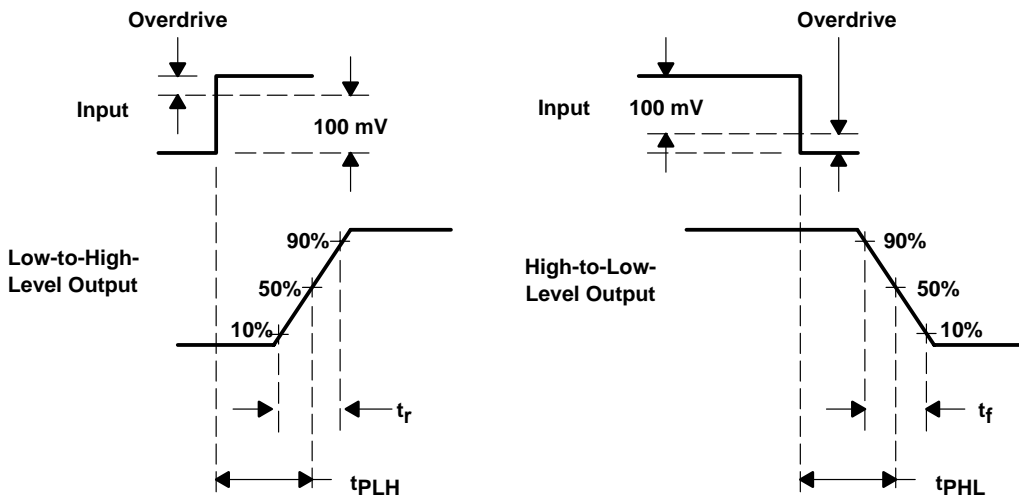 Overdrive
Input
100 mV
Low-to-High-
Level Output
90%
50%
10%
tr
tPLH
Overdrive
Input
100 mV
High-to-Low-
Level Output
90%
50%
10%
tf
tPHL